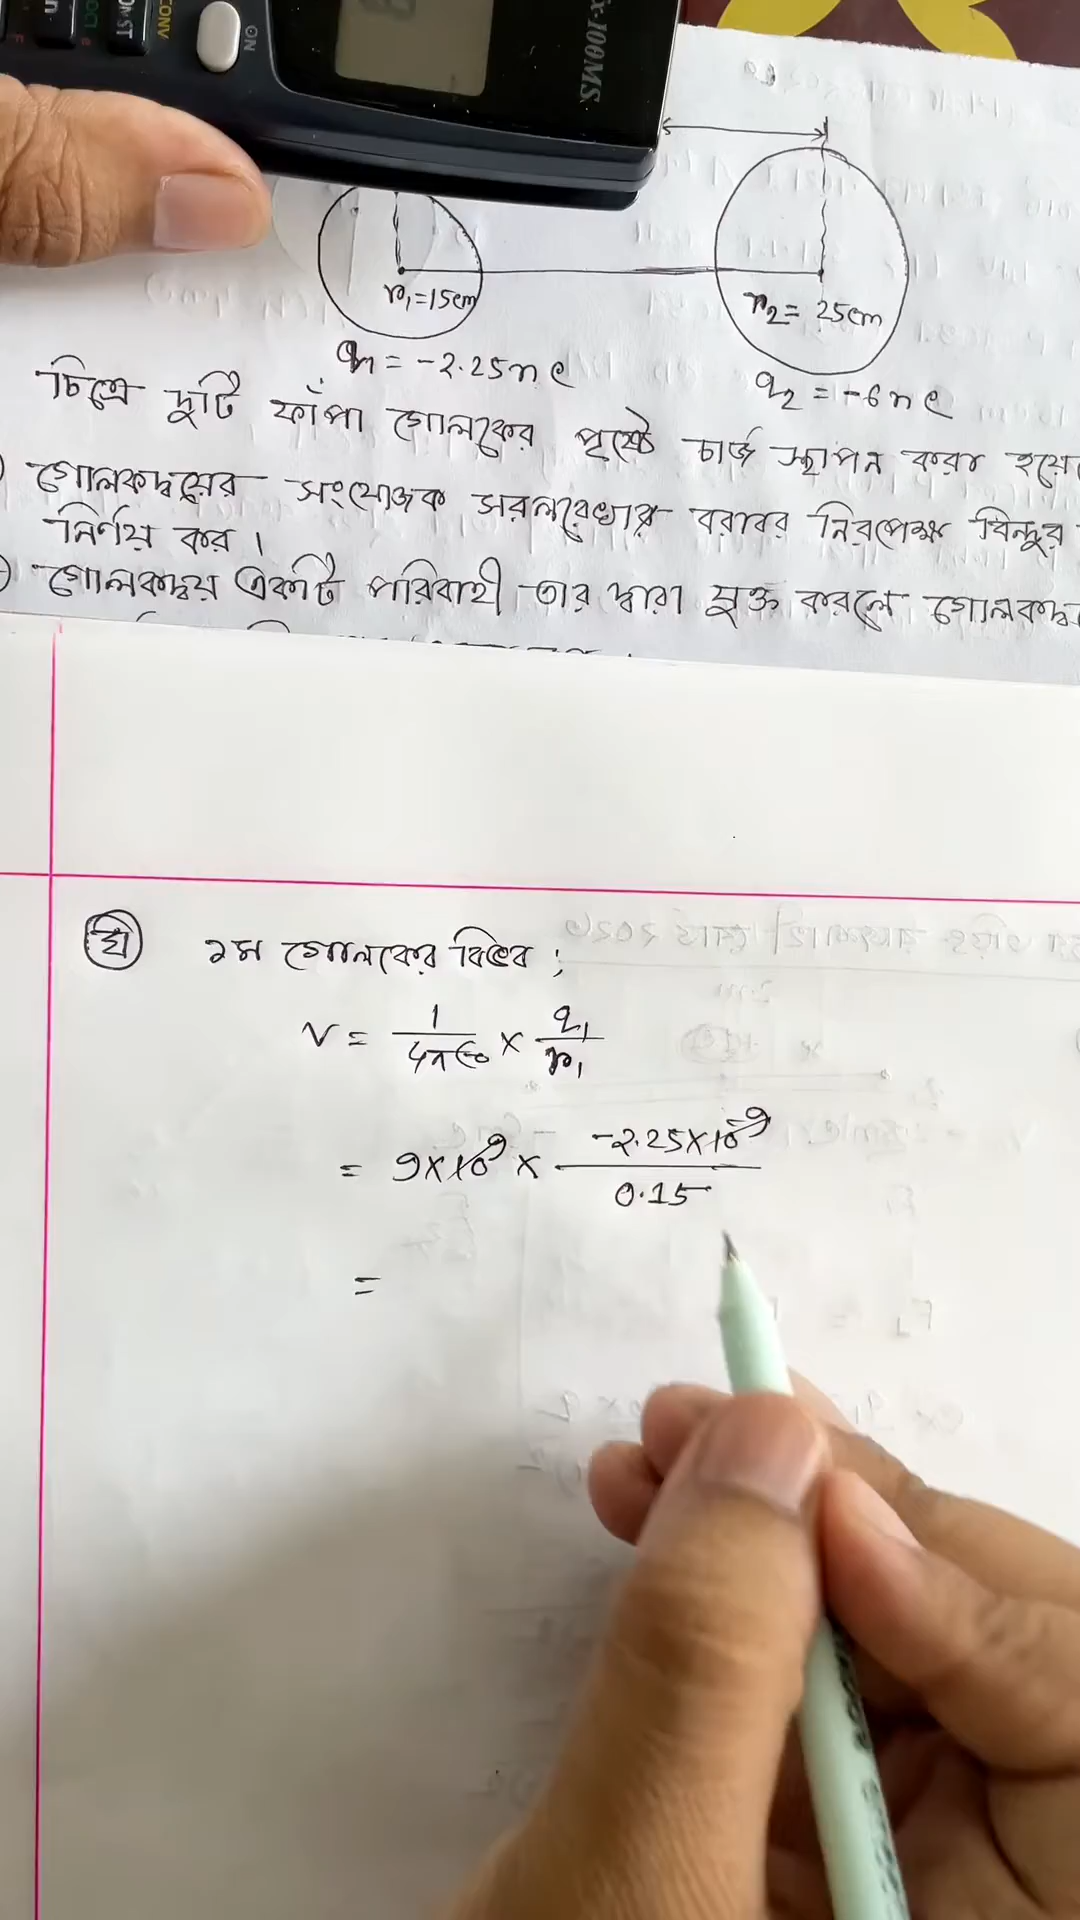 CONV
ON
fx-100MS
r₁=15cm
r₂= 25cm
q₁ = -2.25nc
q₂ = -6nc
চিত্রে দুটি ফাঁপা গোলকের পৃষ্ঠে চার্জ স্থাপন করা
গোলকদ্বয়ের সংযোজক সরলরেখার বরাবর নিরপেক্ষ বিন্দুর
নির্ণয় কর।
গোলকদ্বয় একটি পরিবাহী তার দ্বারা যুক্ত করলে
ঘ ১ম গোলকের বিভব ;
V = 1/4πϵ₀ × q₁/r₁
= 9×10⁹ × -2.25×10⁻⁹/0.15
=